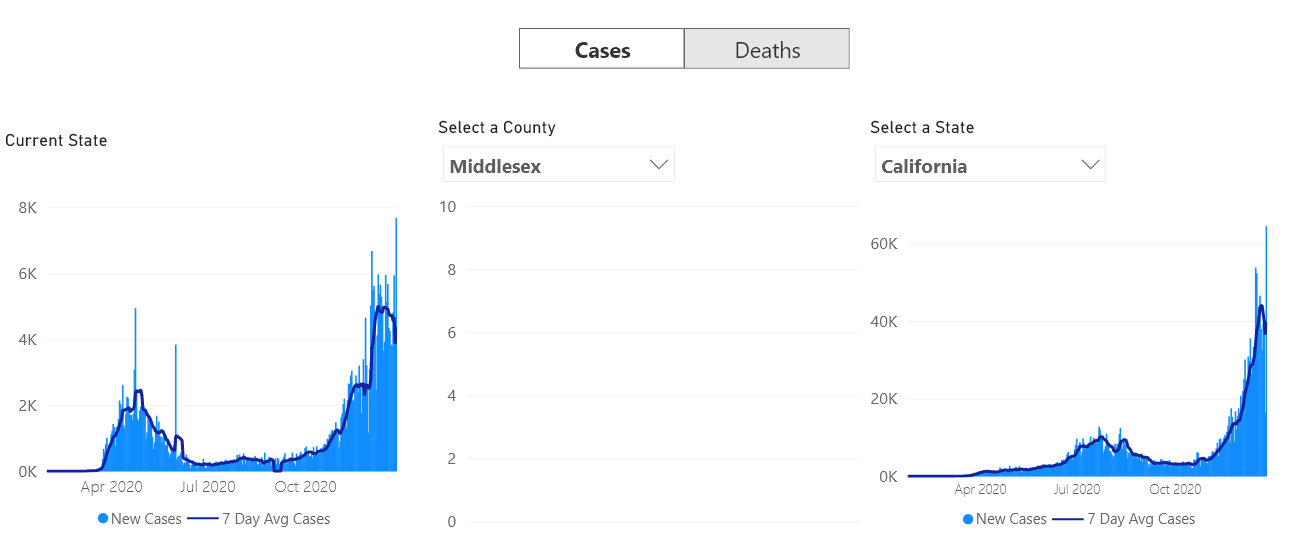 Cases Deaths
Current State
8K
6K
4K
2K
0K
Apr 2020 Jul 2020 Oct 2020
New Cases 7 Day Avg Cases
Select a County
Middlesex
10
8
6
4
2
0
Select a State
California
60K
40K
20K
0K
Apr 2020 Jul 2020 Oct 2020
New Cases 7 Day Avg Cases